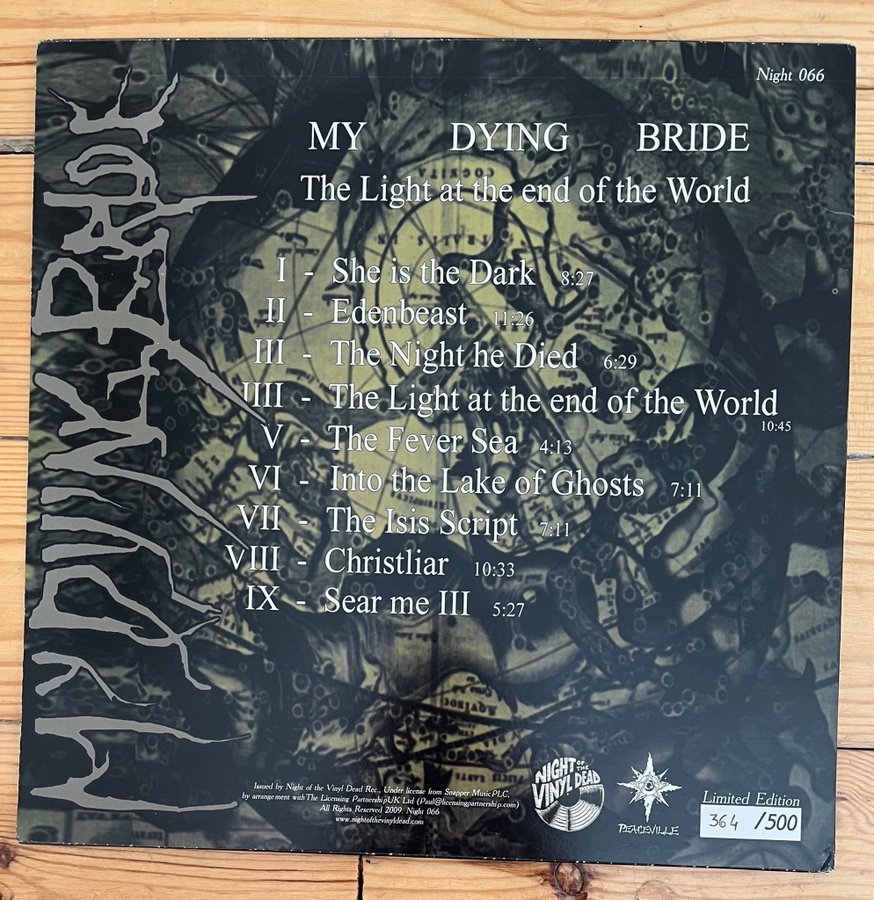 Night 066
MY DYING BRIDE
The Light at the end of the World
I - She is the Dark 8:27
II - Edenbeast 11:26
III - The Night he Died 6:29
IIII - The Light at the end of the World
10:45
V - The Fever Sea 4:13
VI - Into the Lake of Ghosts 7:11
VII - The Isis Script 7:11
VIII - Christliar 10:33
IX - Sear me III 5:27
MY DYING BRIDE
Issued by Night of the Vinyl Dead Rec., Under license from Snapper Music PLC,
by arrangement with The Licensing PartnershipUK Ltd (Paul@licensingpartnership.com)
All Rights Reserved 2009. Night 066
www.nightofthevinyldead.com
NIGHT OF THE
VINYL DEAD
PEACEVILLE
Limited Edition
364 /500